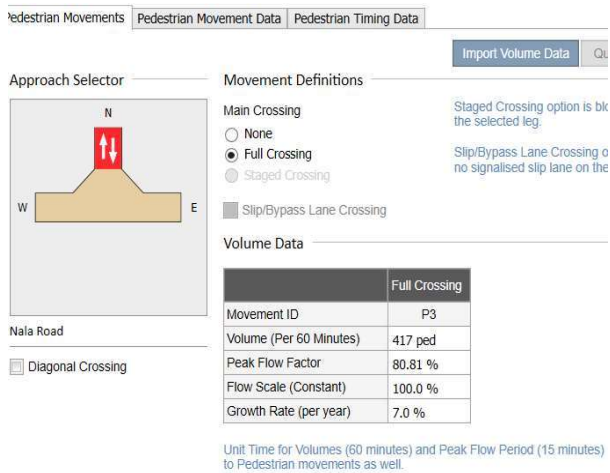 Pedestrian Movements Pedestrian Movement Data Pedestrian Timing Data
Import Volume Data
Approach Selector
Movement Definitions
N
W
E
Nala Road
Diagonal Crossing
Main Crossing
None
Full Crossing
Staged Crossing
Slip/Bypass Lane Crossing
Staged Crossing option is
the selected leg.
Slip/Bypass Lane Crossing
no signalised slip lane on the
Volume Data
Full Crossing
Movement ID P3
Volume (Per 60 Minutes) 417 ped
Peak Flow Factor 80.81 %
Flow Scale (Constant) 100.0 %
Growth Rate (per year) 7.0 %
Unit Time for Volumes (60 minutes) and Peak Flow Period (15 minutes)
to Pedestrian movements as well.